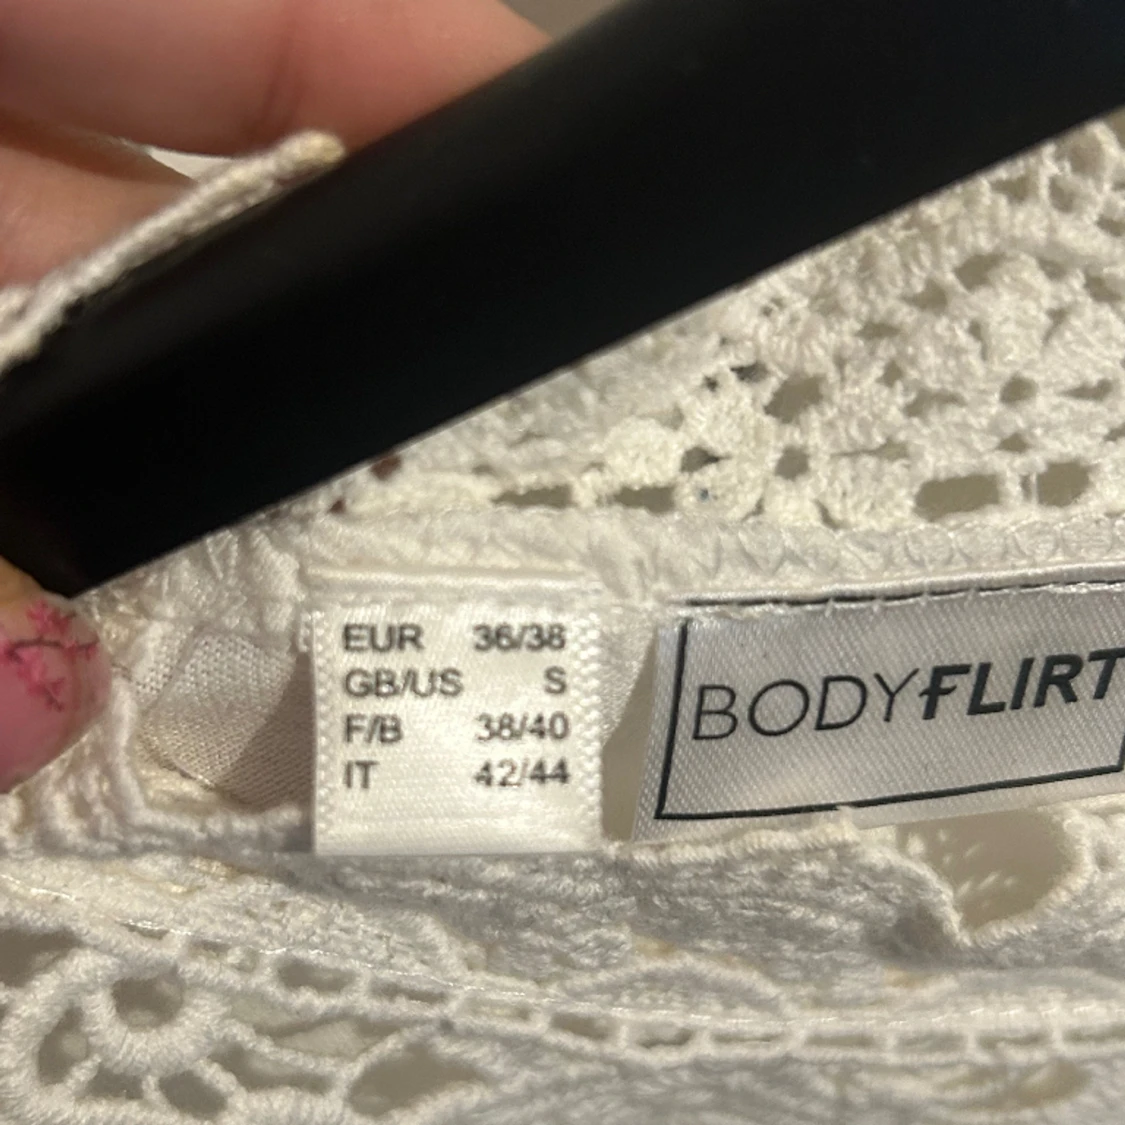 EUR 36/38
GB/US S
F/B 38/40
IT 42/44
BODYFLIRT